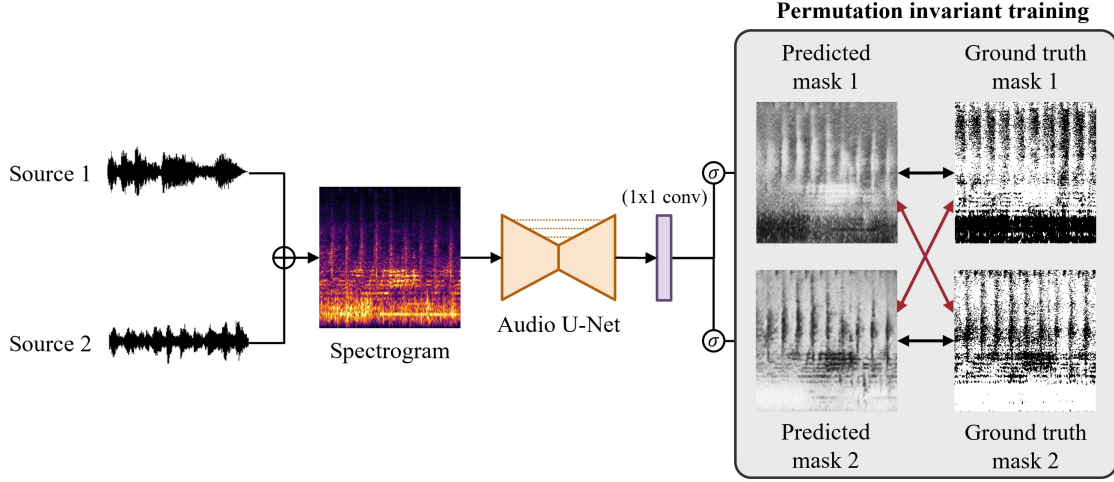 Permutation invariant training
Predicted
mask 1
Ground truth
mask 1
Source 1
Source 2
Spectrogram
Audio U-Net
(1x1 conv)
σ
σ
Predicted
mask 2
Ground truth
mask 2